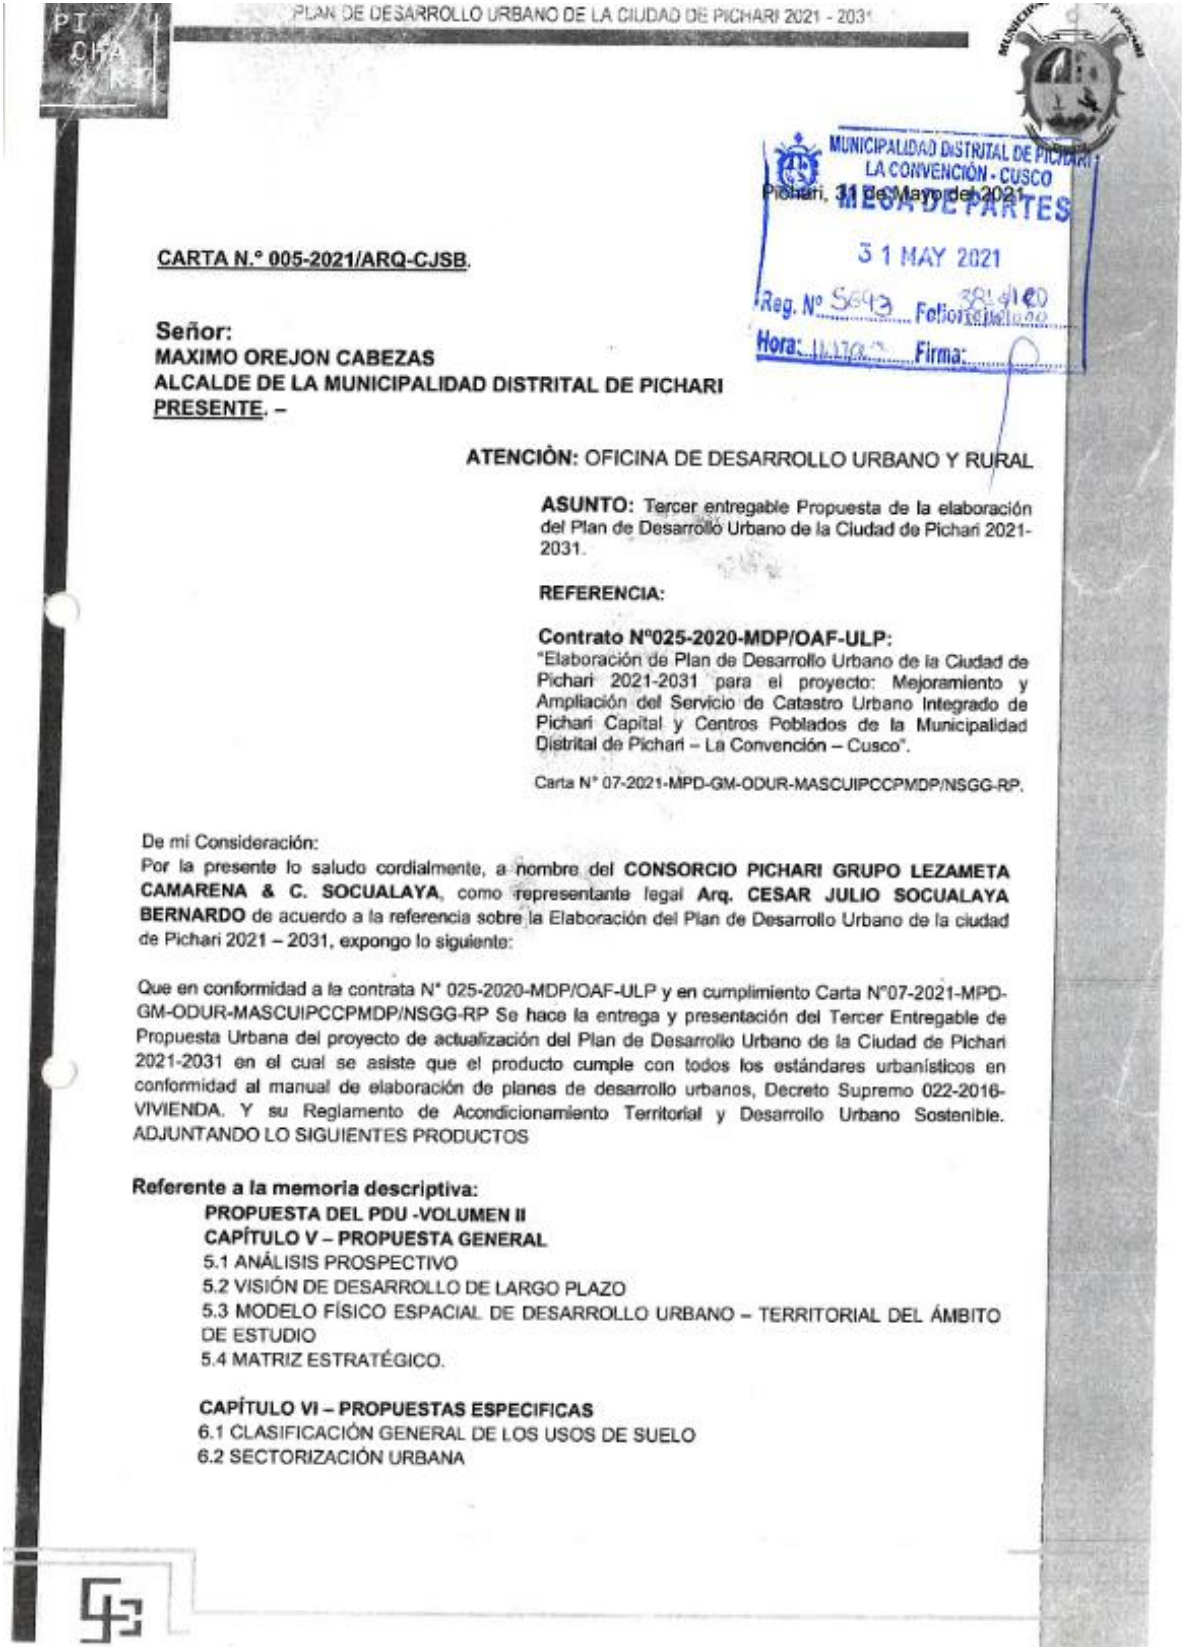 PLAN DE DESARROLLO URBANO DE LA CIUDAD DE PICHARI 2021 - 2031
PI
CHA
RI
MUNICIPALIDAD DISTRITAL DE PICHARI
LA CONVENCIÓN - CUSCO
Pichari, 31 de Mayo del 2021
MESA DE PARTES
31 MAY 2021
Reg. Nº 5693 Folio
Hora: Firma:
CARTA N.° 005-2021/ARQ-CJSB.
Señor:
MAXIMO OREJON CABEZAS
ALCALDE DE LA MUNICIPALIDAD DISTRITAL DE PICHARI
PRESENTE. –
ATENCIÓN: OFICINA DE DESARROLLO URBANO Y RURAL
ASUNTO: Tercer entregable Propuesta de la elaboración
del Plan de Desarrollo Urbano de la Ciudad de Pichari 2021-
2031.
REFERENCIA:
Contrato Nº025-2020-MDP/OAF-ULP:
"Elaboración de Plan de Desarrollo Urbano de la Ciudad de
Pichari 2021-2031 para el proyecto: Mejoramiento y
Ampliación del Servicio de Catastro Urbano Integrado de
Pichari Capital y Centros Poblados de la Municipalidad
Distrital de Pichari – La Convención – Cusco".
Carta N° 07-2021-MPD-GM-ODUR-MASCUIPCCPMDP/NSGG-RP.
De mi Consideración:
Por la presente lo saludo cordialmente, a nombre del CONSORCIO PICHARI GRUPO LEZAMETA
CAMARENA & C. SOCUALAYA, como representante legal Arq. CESAR JULIO SOCUALAYA
BERNARDO de acuerdo a la referencia sobre la Elaboración del Plan de Desarrollo Urbano de la ciudad
de Pichari 2021 – 2031, expongo lo siguiente:
Que en conformidad a la contrata N° 025-2020-MDP/OAF-ULP y en cumplimiento Carta N°07-2021-MPD-
GM-ODUR-MASCUIPCCPMDP/NSGG-RP Se hace la entrega y presentación del Tercer Entregable de
Propuesta Urbana del proyecto de actualización del Plan de Desarrollo Urbano de la Ciudad de Pichari
2021-2031 en el cual se asiste que el producto cumple con todos los estándares urbanísticos en
conformidad al manual de elaboración de planes de desarrollo urbanos, Decreto Supremo 022-2016-
VIVIENDA. Y su Reglamento de Acondicionamiento Territorial y Desarrollo Urbano Sostenible.
ADJUNTANDO LO SIGUIENTES PRODUCTOS
Referente a la memoria descriptiva:
PROPUESTA DEL PDU -VOLUMEN II
CAPÍTULO V – PROPUESTA GENERAL
5.1 ANÁLISIS PROSPECTIVO
5.2 VISIÓN DE DESARROLLO DE LARGO PLAZO
5.3 MODELO FÍSICO ESPACIAL DE DESARROLLO URBANO – TERRITORIAL DEL ÁMBITO
DE ESTUDIO
5.4 MATRIZ ESTRATÉGICO.
CAPÍTULO VI – PROPUESTAS ESPECIFICAS
6.1 CLASIFICACIÓN GENERAL DE LOS USOS DE SUELO
6.2 SECTORIZACIÓN URBANA